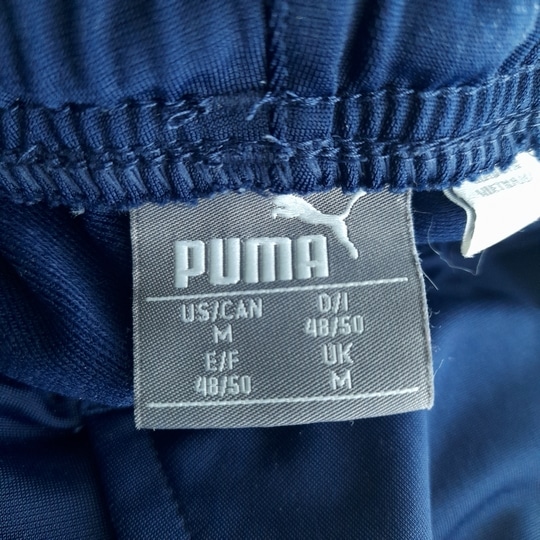 PUMA
US/CAN D/I
M 48/50
E/F UK
48/50 M